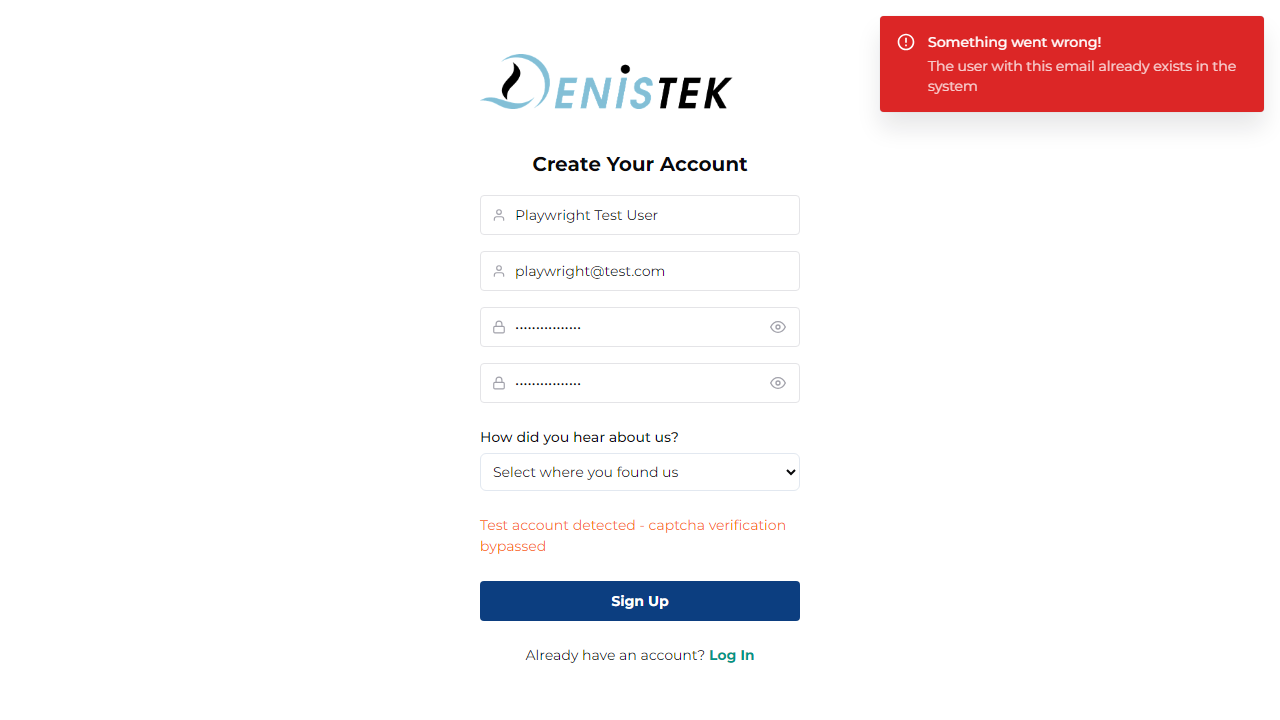 DENISTEK
Something went wrong!
The user with this email already exists in the
system
Create Your Account
Playwright Test User
playwright@test.com
················
················
How did you hear about us?
Select where you found us
Test account detected - captcha verification
bypassed
Sign Up
Already have an account? Log In